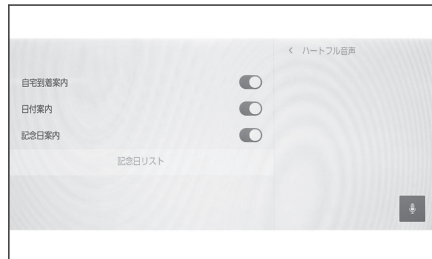 ハートフル音声
自宅到着案内
日付案内
記念日案内
記念日リスト